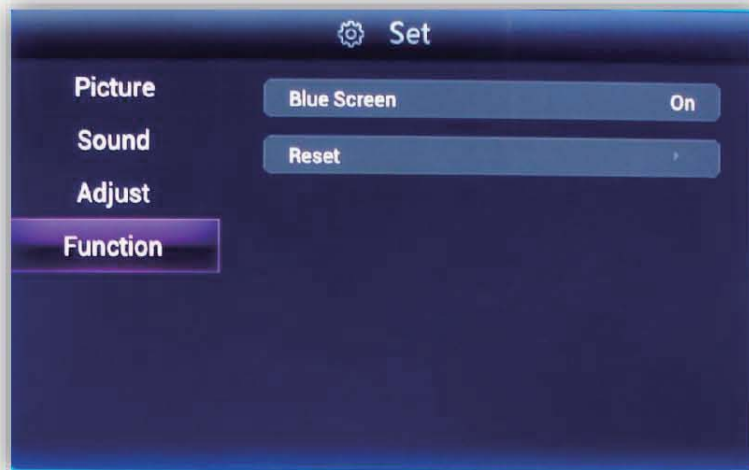 Set
Picture
Sound
Adjust
Function
Blue Screen On
Reset